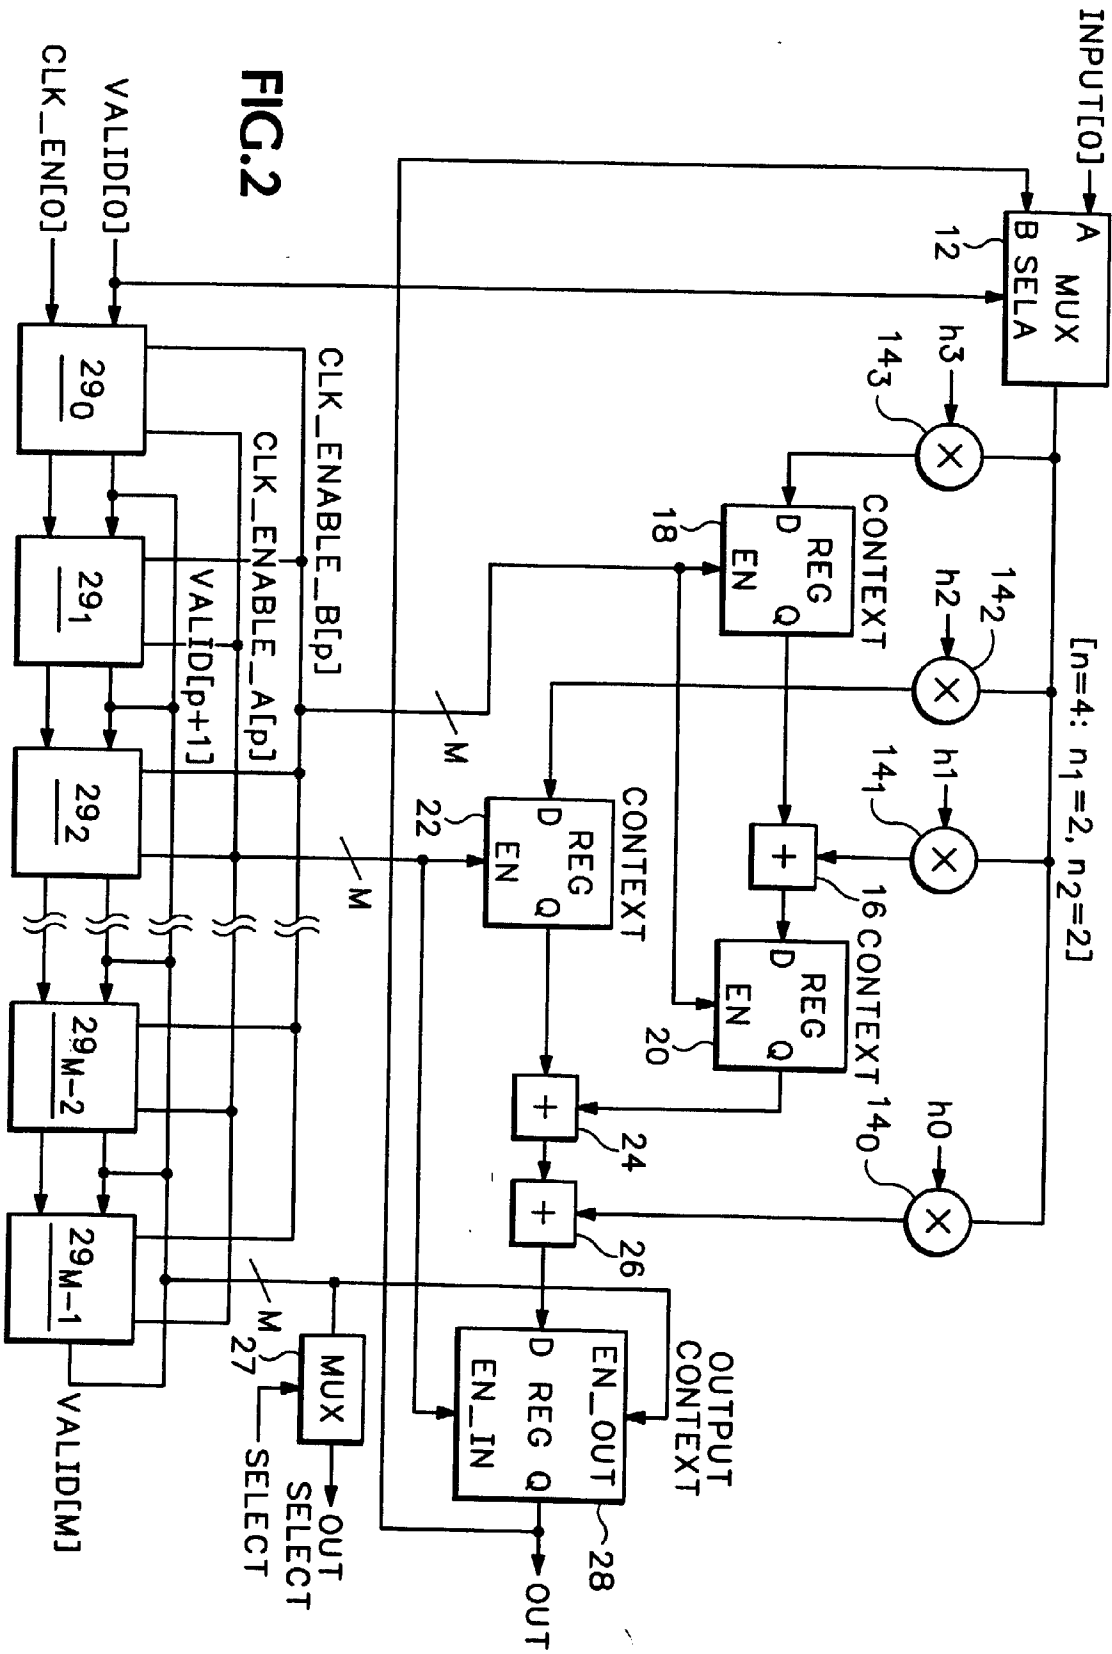 INPUT[0]
A
MUX
B SELA
12
[n=4: n1=2, n2=2]
h3
143
×
h2
142
×
h1
141
×
h0
140
×
CONTEXT
REG
D
Q
EN
18
+
16
CONTEXT
REG
D
Q
EN
20
CONTEXT
REG
D
Q
EN
22
M
M
+
24
+
26
OUTPUT
CONTEXT
EN_OUT
D REG Q
EN_IN
28
OUT
CLK_ENABLE_B[p]
CLK_ENABLE_A[p]
VALID[p+1]
M
MUX
27
OUT
SELECT
SELECT
FIG.2
VALID[0]
CLK_EN[0]
290
291
292
29M-2
29M-1
VALID[M]